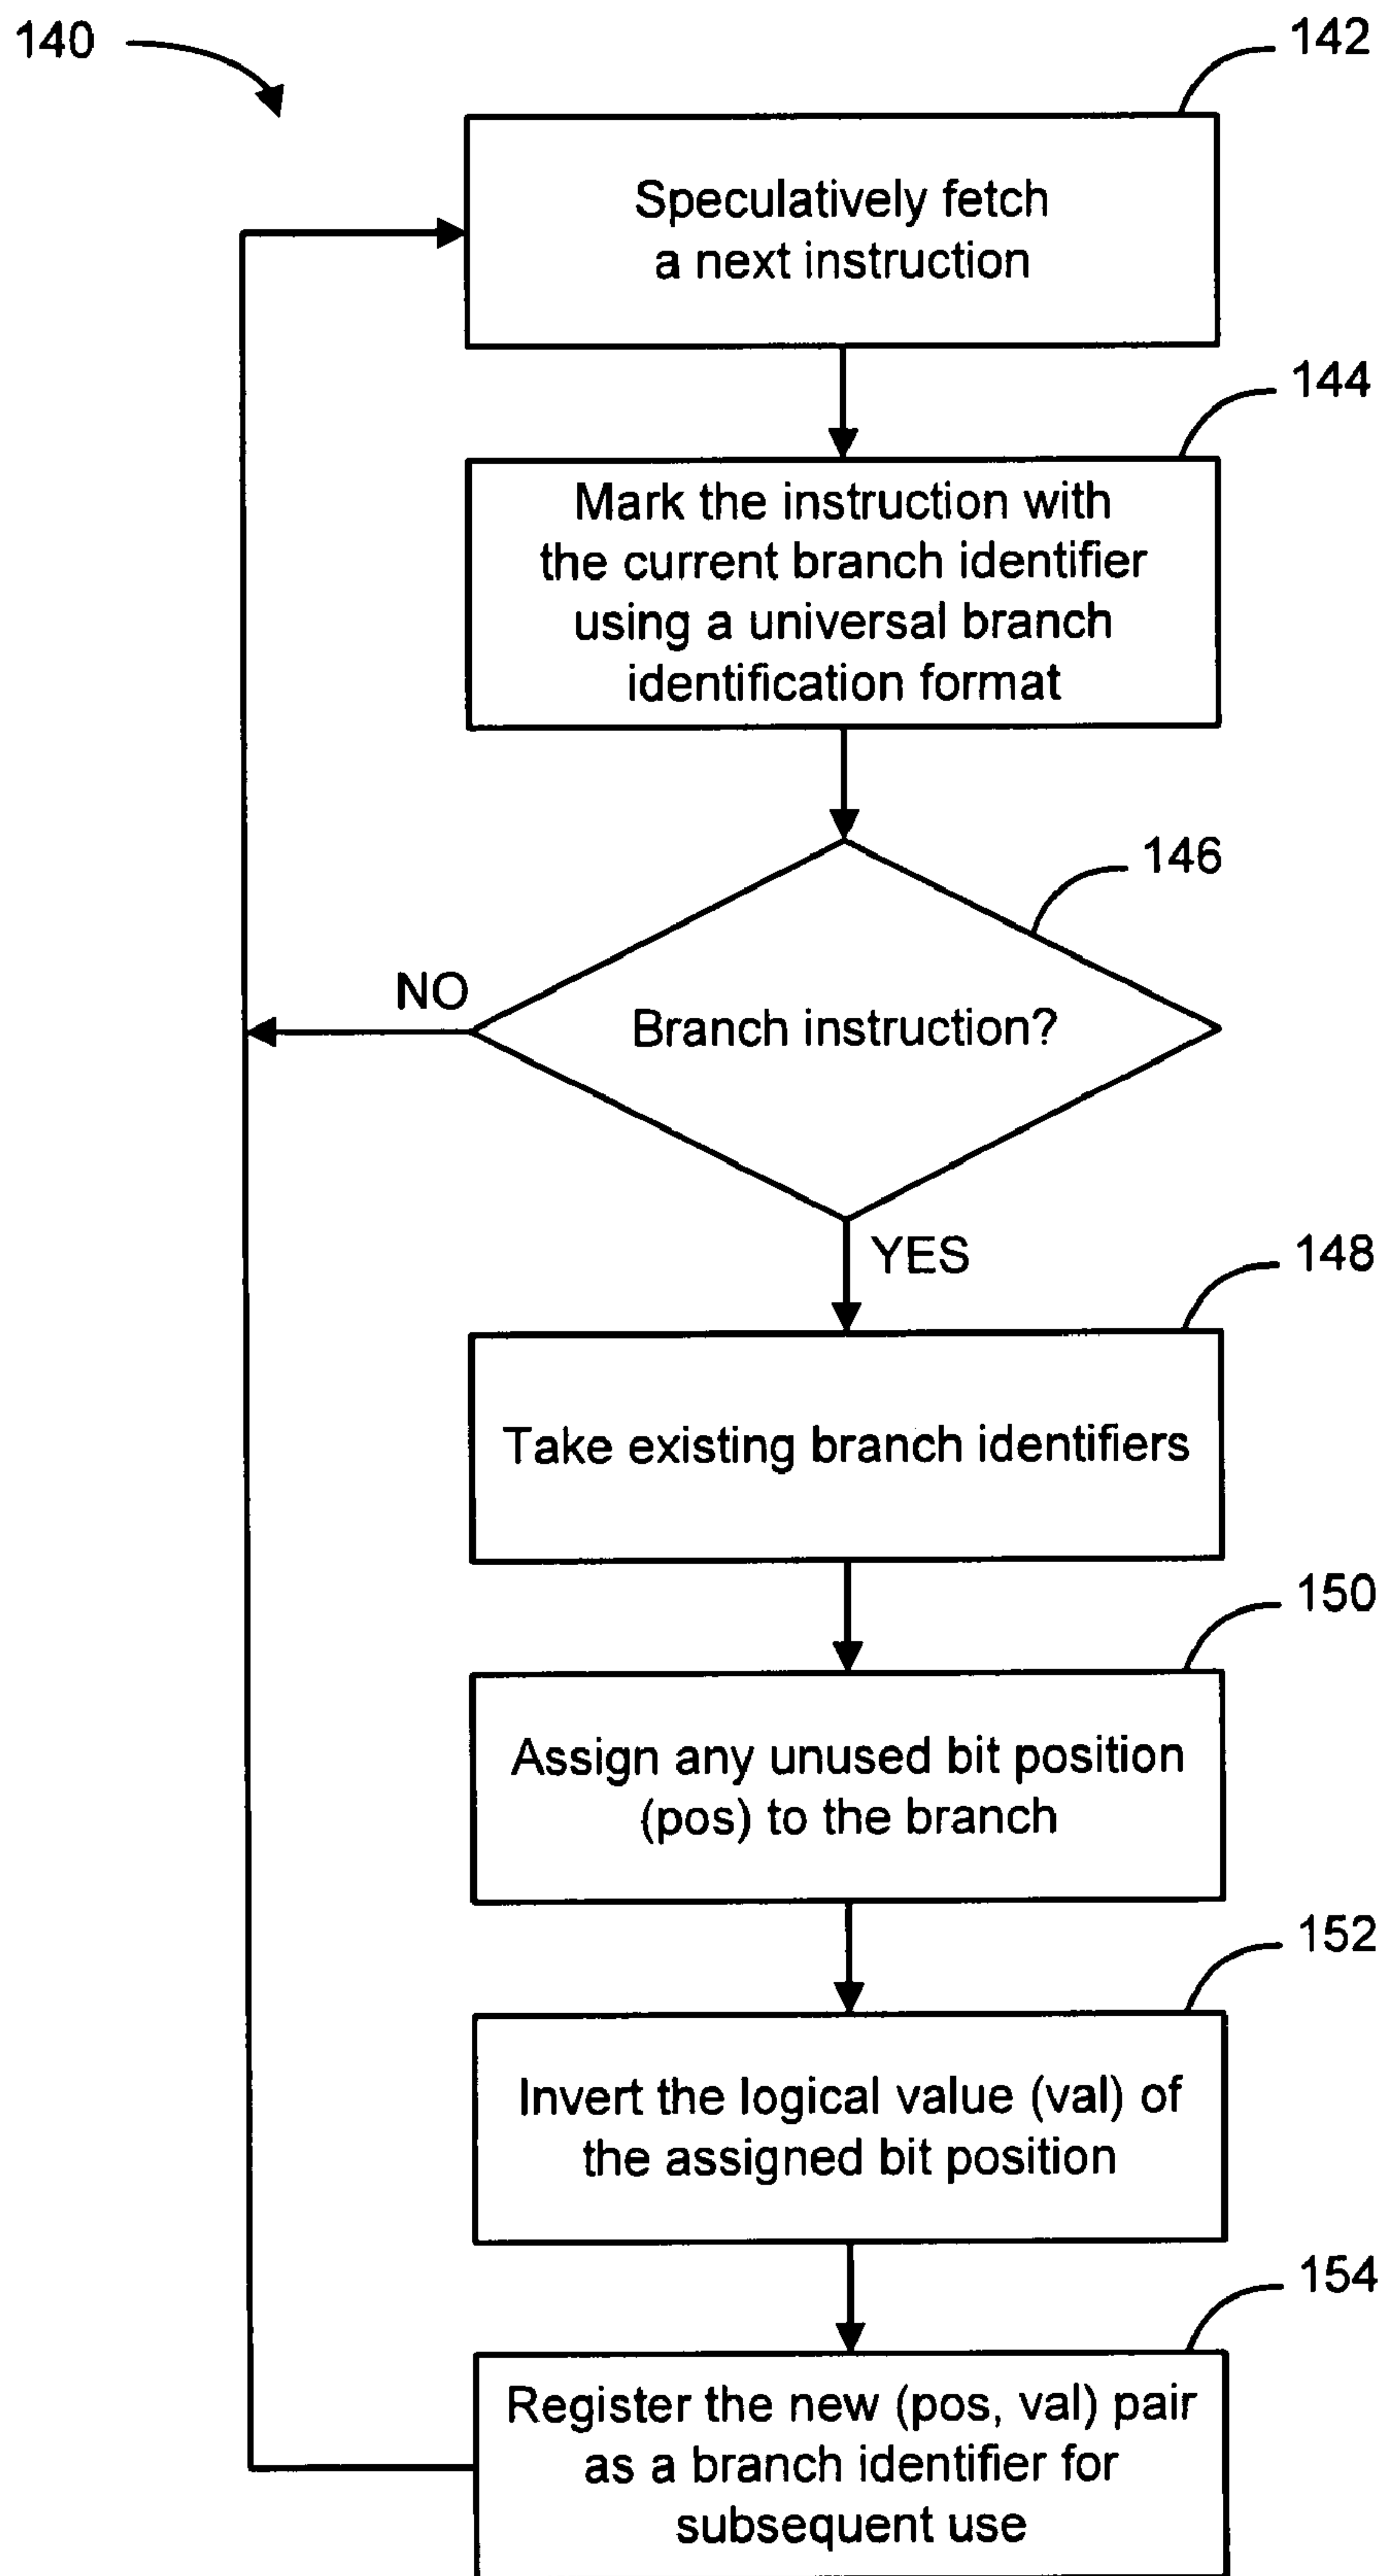 140
142
Speculatively fetch
a next instruction
144
Mark the instruction with
the current branch identifier
using a universal branch
identification format
146
NO
Branch instruction?
YES
148
Take existing branch identifiers
150
Assign any unused bit position
(pos) to the branch
152
Invert the logical value (val) of
the assigned bit position
154
Register the new (pos, val) pair
as a branch identifier for
subsequent use